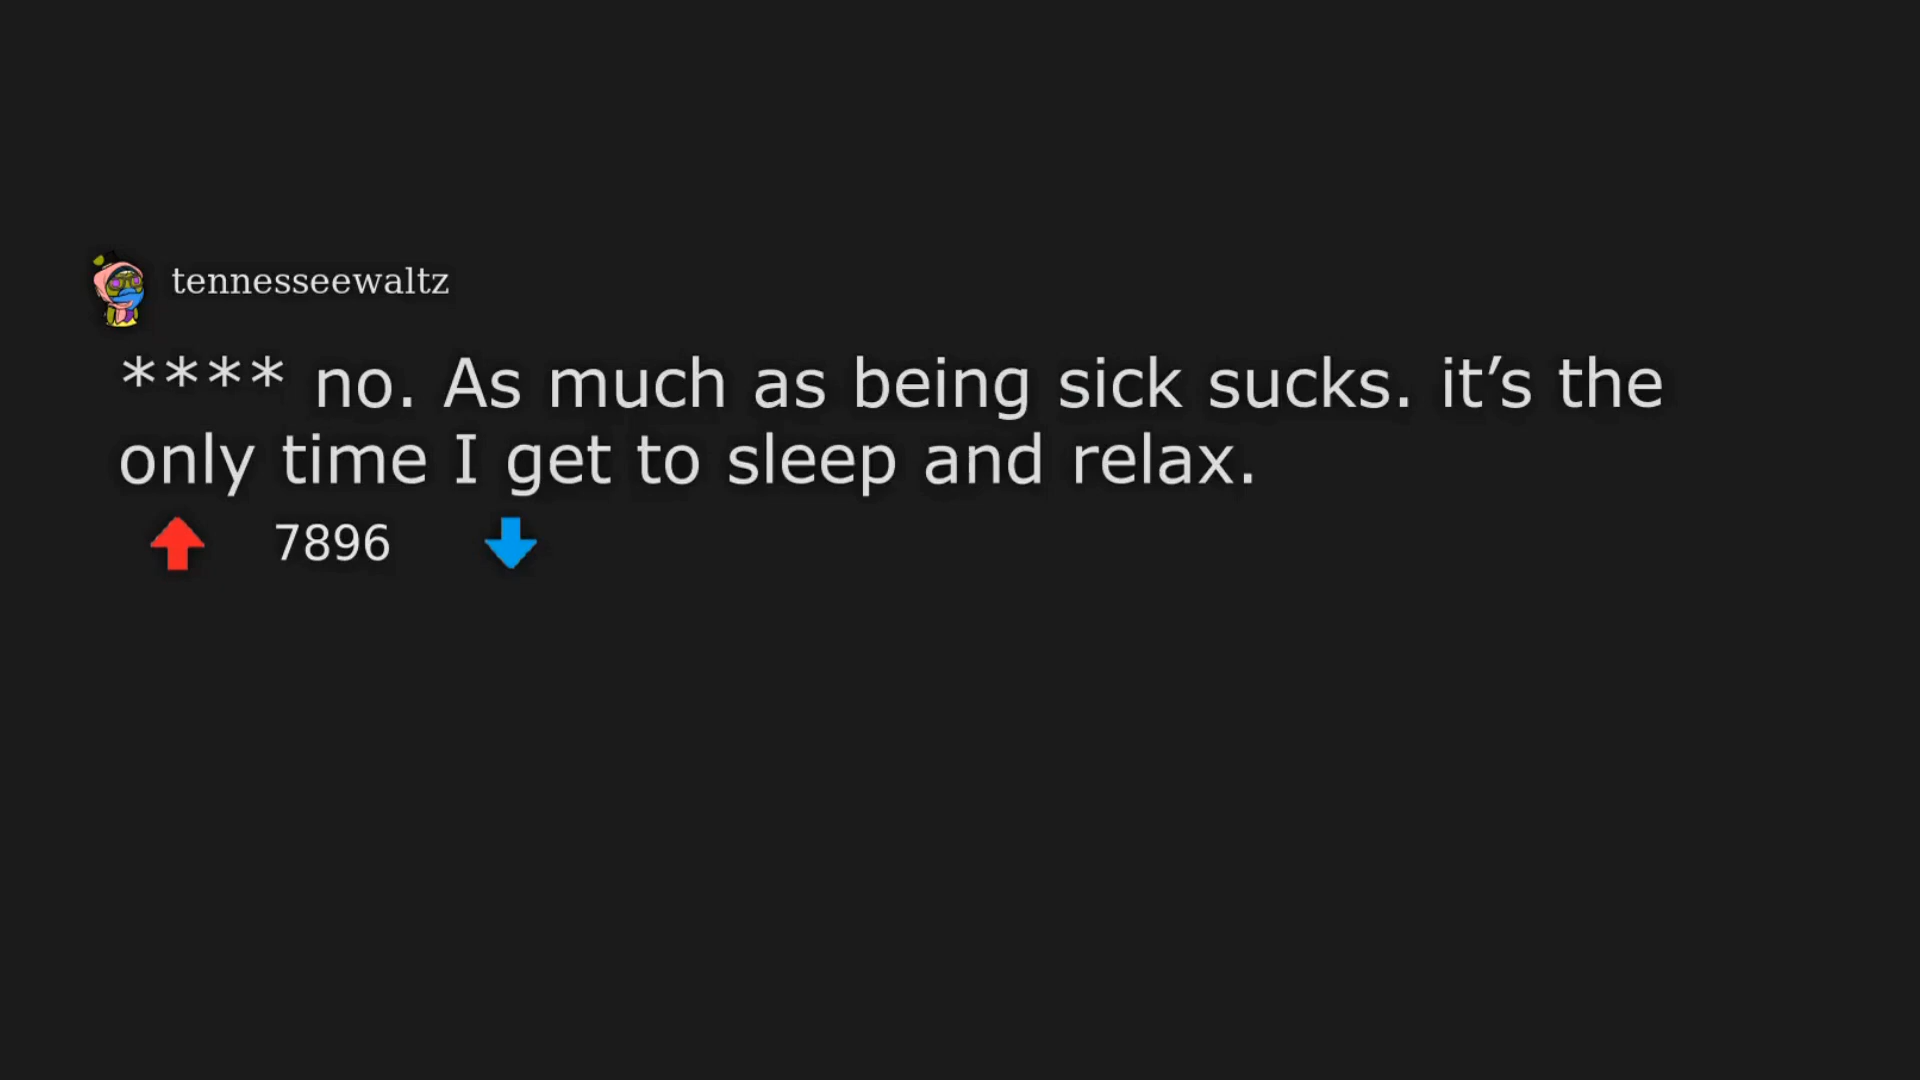 tennesseewaltz
**** no. As much as being sick sucks. it’s the
only time I get to sleep and relax.
7896